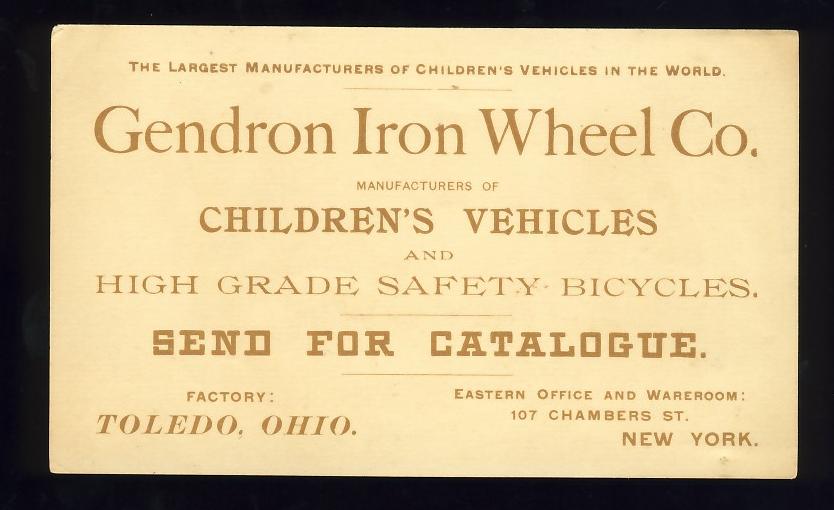 THE LARGEST MANUFACTURERS OF CHILDREN'S VEHICLES IN THE WORLD.
Gendron Iron Wheel Co.
MANUFACTURERS OF
CHILDREN'S VEHICLES
AND
HIGH GRADE SAFETY BICYCLES.
SEND FOR CATALOGUE.
FACTORY:
TOLEDO, OHIO.
EASTERN OFFICE AND WAREROOM:
107 CHAMBERS ST.
NEW YORK.